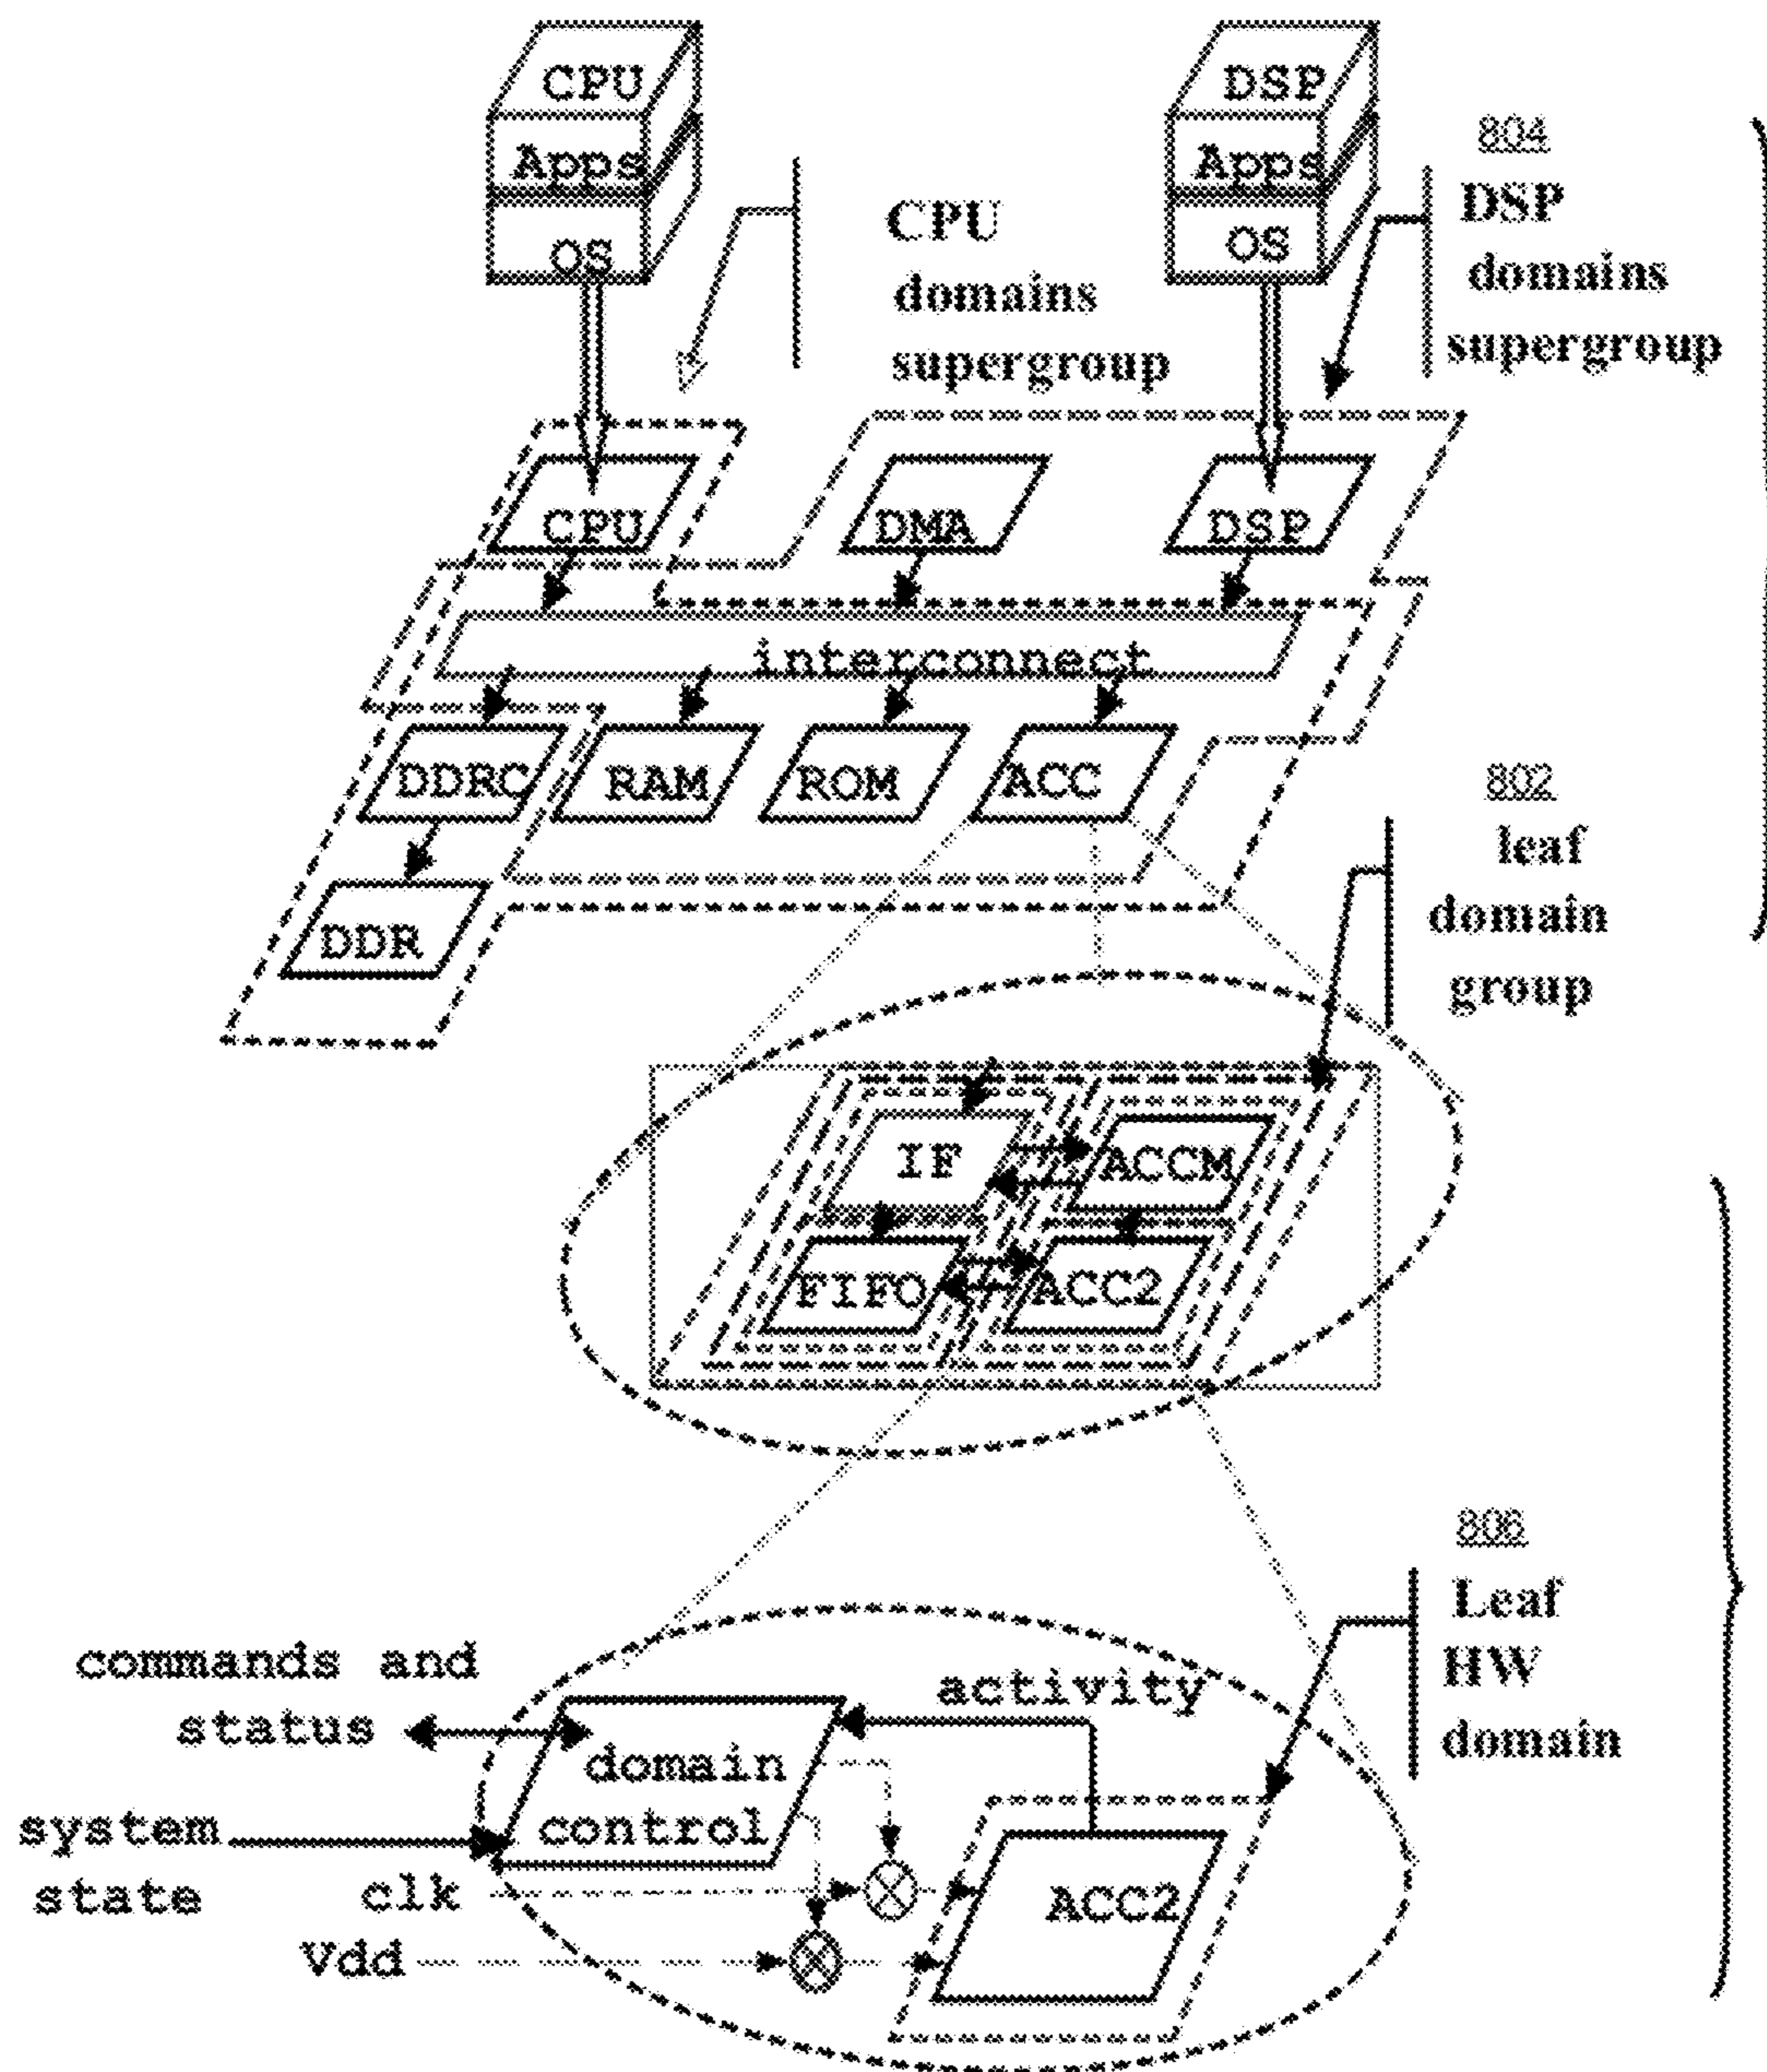 CPU
Apps
OS
DSP
Apps
OS
CPU
domains
supergroup
804
DSP
domains
supergroup
CPU
DMA
DSP
interconnect
DDRC
RAM
ROM
ACC
DDR
802
leaf
domain
group
IF
ACCM
FIFO
ACC2
806
Leaf
HW
domain
commands and
status
activity
domain
control
system
state
clk
Vdd
ACC2